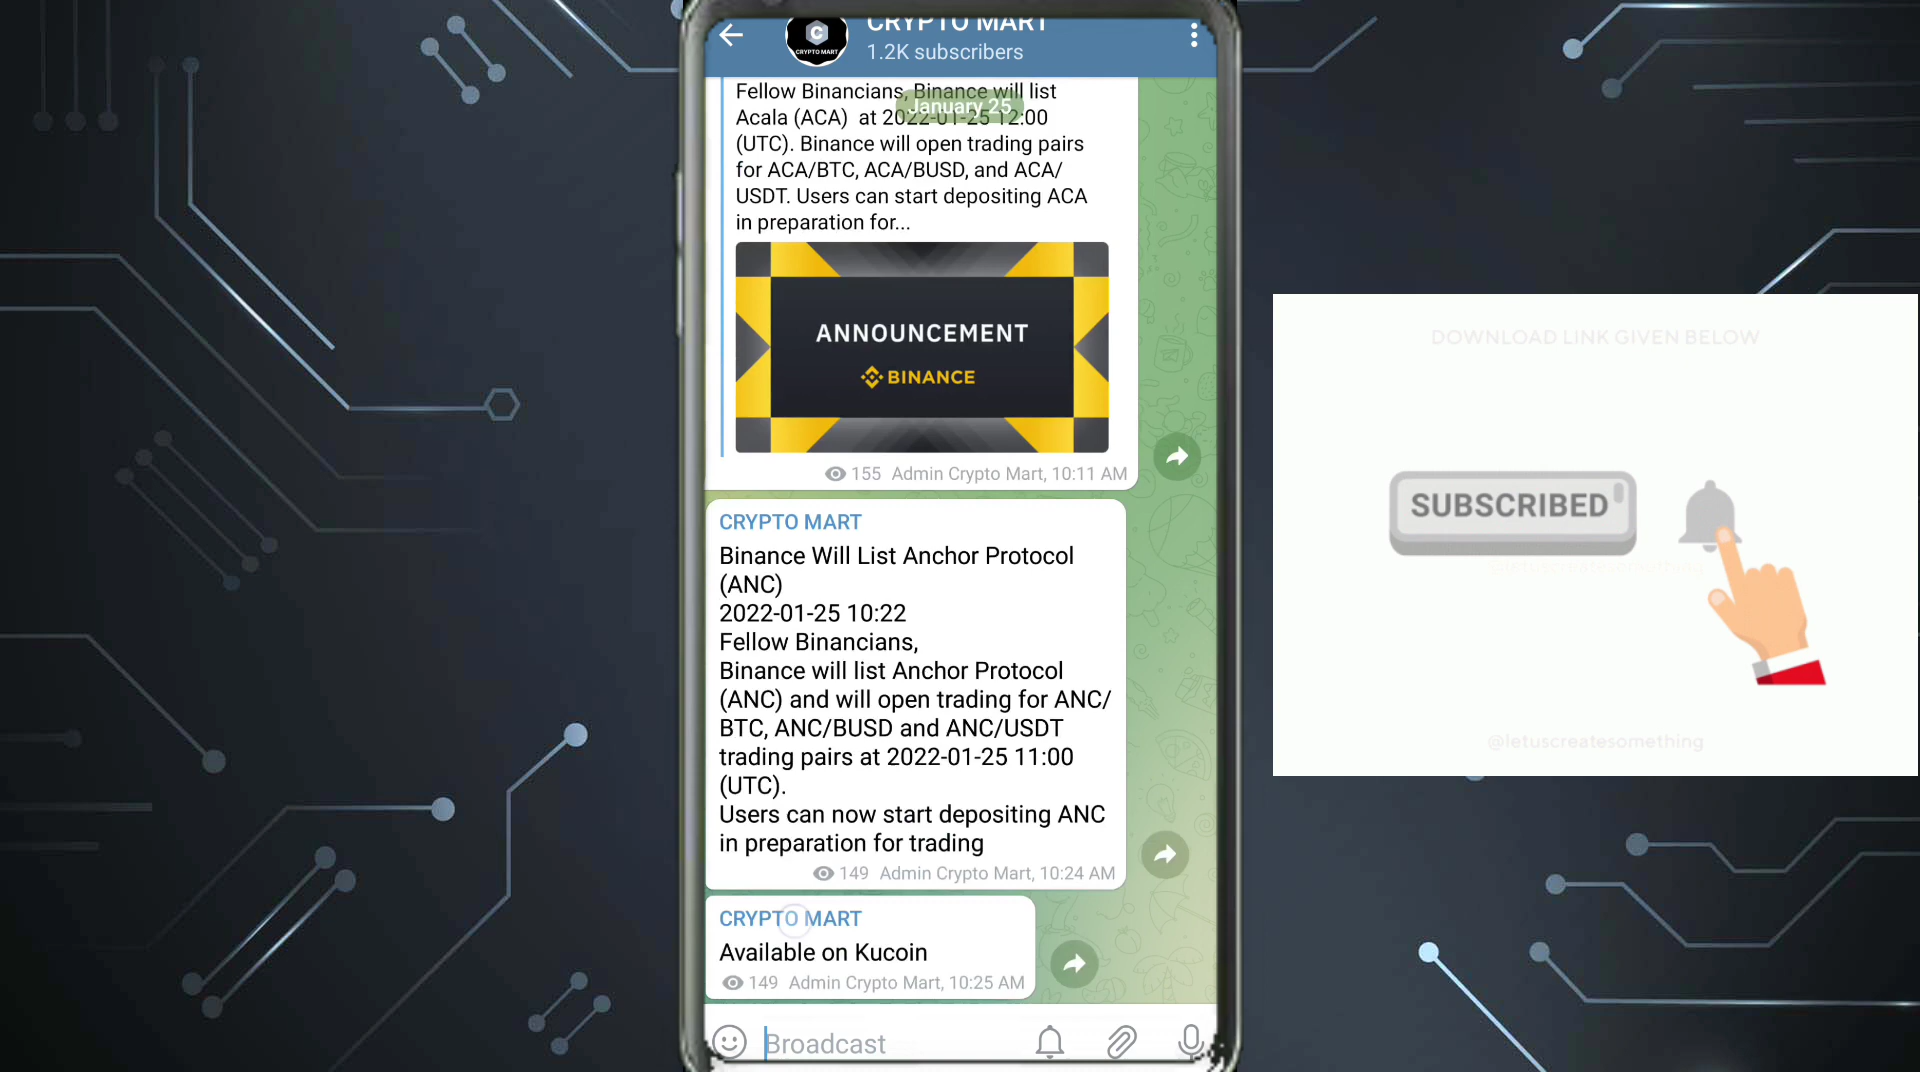 CRYPTO MART
1.2K subscribers
C
CRYPTO MART
Fellow Binancians, Binance will list
January 25
Acala (ACA)  at 2022-01-25 12:00
(UTC). Binance will open trading pairs
for ACA/BTC, ACA/BUSD, and ACA/
USDT. Users can start depositing ACA
in preparation for...
ANNOUNCEMENT
BINANCE
155 Admin Crypto Mart, 10:11 AM
CRYPTO MART
Binance Will List Anchor Protocol
(ANC)
2022-01-25 10:22
Fellow Binancians,
Binance will list Anchor Protocol
(ANC) and will open trading for ANC/
BTC, ANC/BUSD and ANC/USDT
trading pairs at 2022-01-25 11:00
(UTC).
Users can now start depositing ANC
in preparation for trading
149 Admin Crypto Mart, 10:24 AM
CRYPTO MART
Available on Kucoin
149 Admin Crypto Mart, 10:25 AM
Broadcast
DOWNLOAD LINK GIVEN BELOW
SUBSCRIBED
@letuscreatesomething
@letuscreatesomething